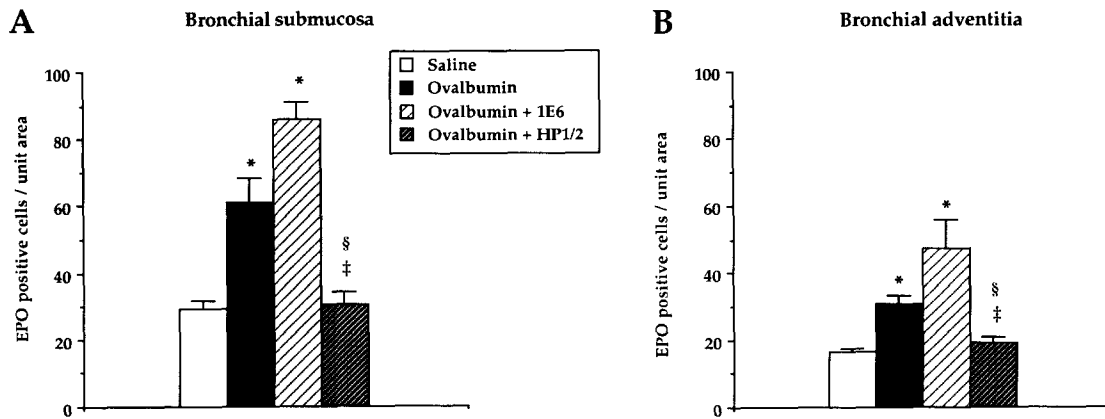 A
Bronchial submucosa
EPO positive cells / unit area
100
80
60
40
20
0
*
*
§
‡
Saline
Ovalbumin
Ovalbumin + 1E6
Ovalbumin + HP1/2
B
Bronchial adventitia
EPO positive cells / unit area
100
80
60
40
20
0
*
*
§
‡